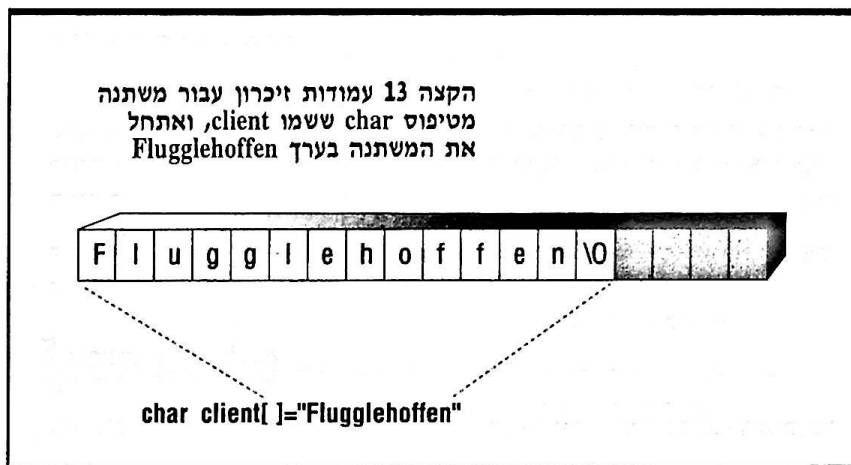 הקצה 13 עמודות זיכרון עבור משתנה
מטיפוס char ששמו client, ואתחל
את המשתנה בערך Flugglehoffen
F l u g g l e h o f f e n \0
char client[ ]="Flugglehoffen"